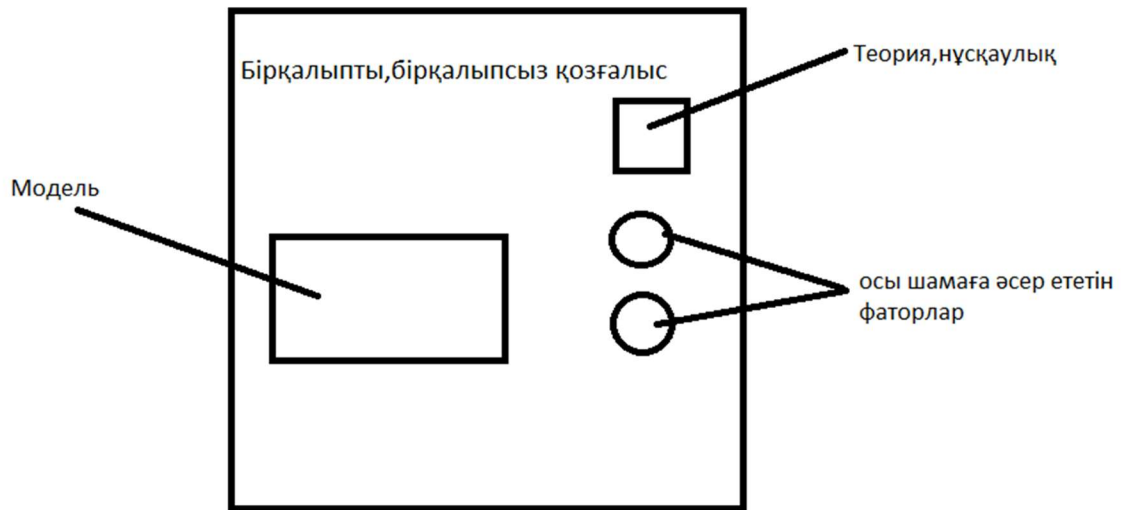 Бірқалыпты,бірқалыпсыз қозғалыс
Теория,нұсқаулық
Модель
осы шамаға әсер ететін
фаторлар